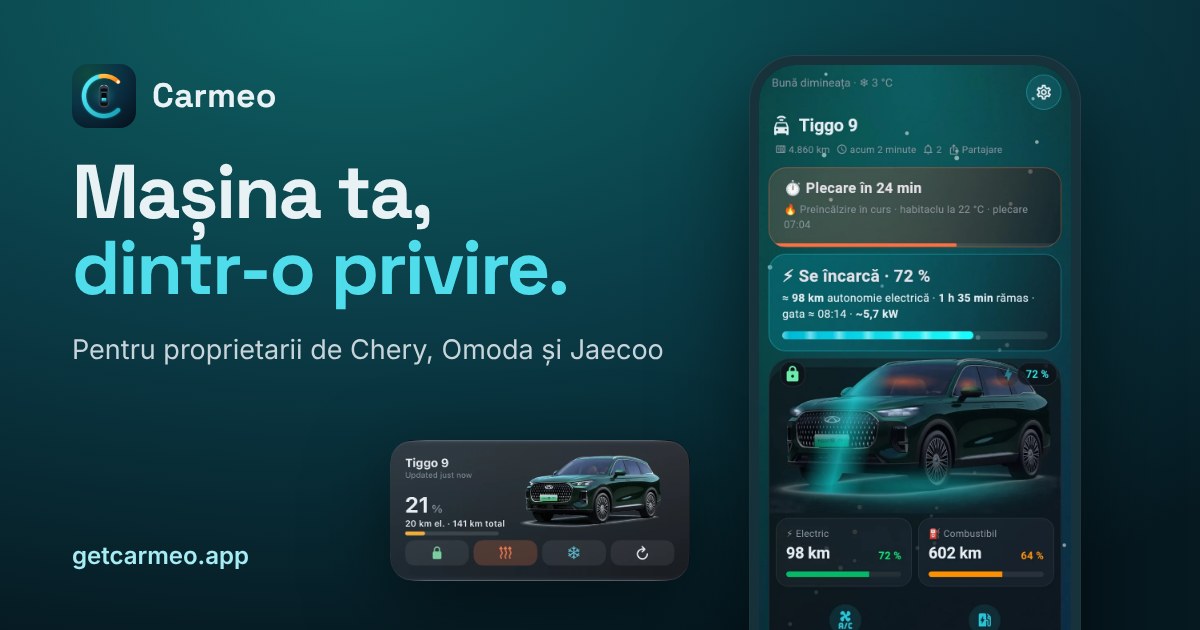 Carmeo
Mașina ta,
dintr-o privire.
Pentru proprietarii de Chery, Omoda și Jaecoo
getcarmeo.app
Tiggo 9
Updated just now
21 %
20 km el. · 141 km total
Bună dimineața · ❄ 3 °C
Tiggo 9
4.860 km acum 2 minute 2 Partajare
⏱ Plecare în 24 min
🔥 Preîncălzire în curs · habitaclu la 22 °C · plecare
07:04
⚡ Se încarcă · 72 %
≈ 98 km autonomie electrică · 1 h 35 min rămas ·
gata ≈ 08:14 · ~5,7 kW
72 %
⚡ Electric
98 km 72 %
⛽ Combustibil
602 km 64 %
A/C